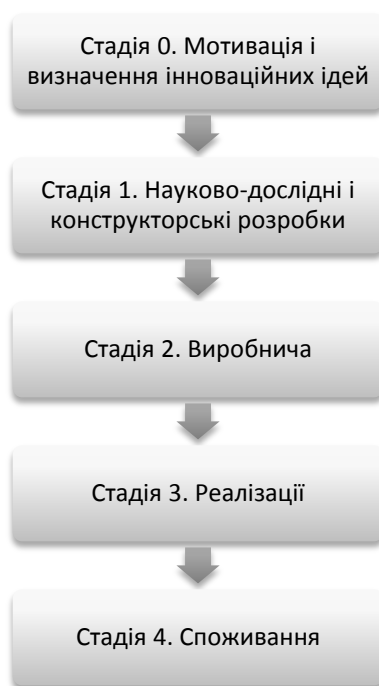 Стадія 0. Мотивація і
визначення інноваційних ідей
Стадія 1. Науково-дослідні і
конструкторські розробки
Стадія 2. Виробнича
Стадія 3. Реалізації
Стадія 4. Споживання